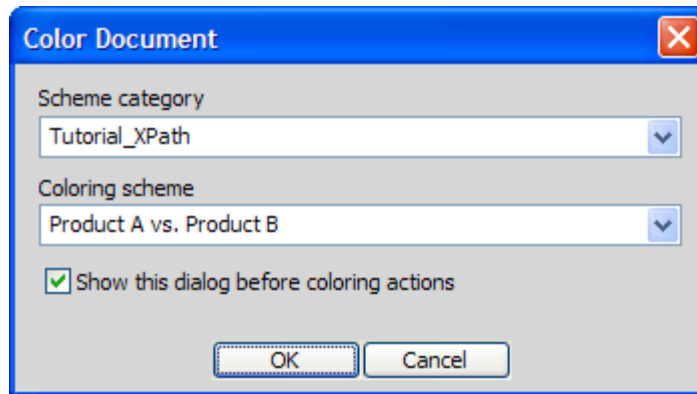 Color Document
Scheme category
Tutorial_XPath
Coloring scheme
Product A vs. Product B
Show this dialog before coloring actions
OK Cancel